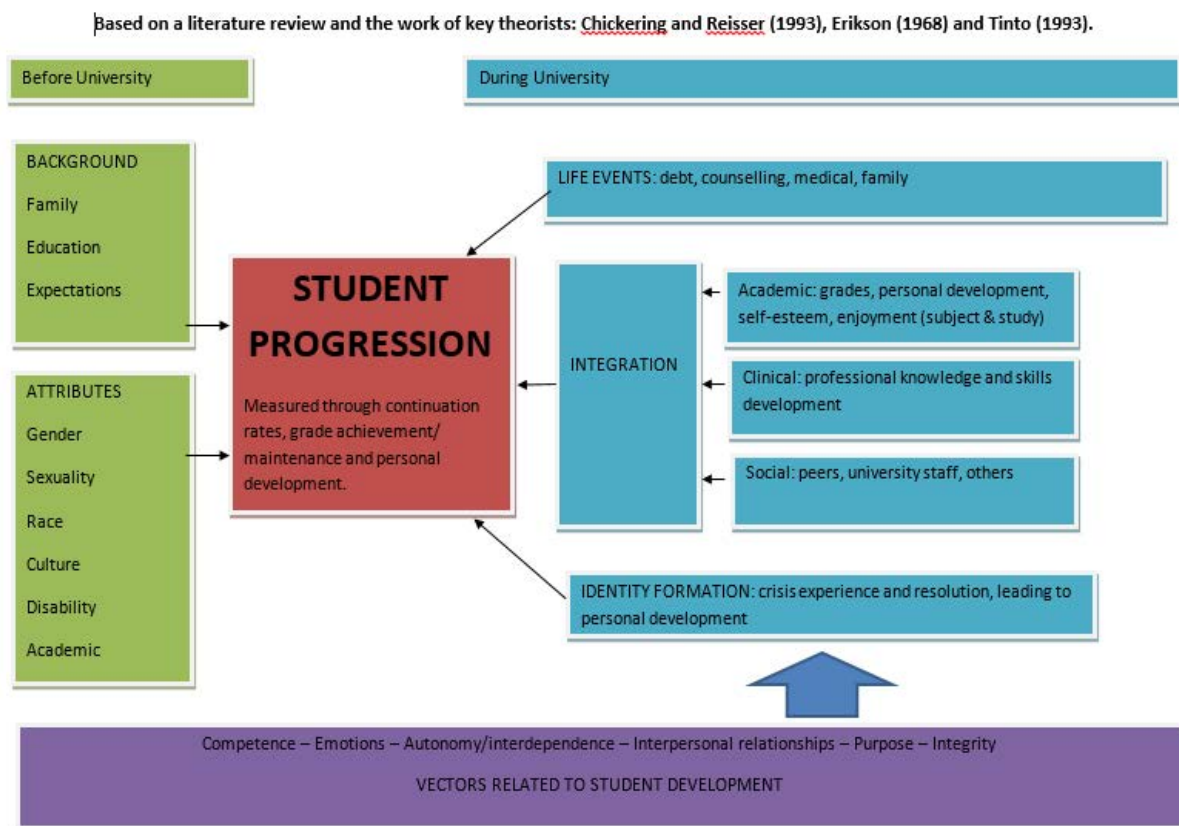 Based on a literature review and the work of key theorists: Chickering and Reisser (1993), Erikson (1968) and Tinto (1993).
Before University
During University
BACKGROUND
Family
Education
Expectations
ATTRIBUTES
Gender
Sexuality
Race
Culture
Disability
Academic
STUDENT
PROGRESSION
Measured through continuation
rates, grade achievement/
maintenance and personal
development.
LIFE EVENTS: debt, counselling, medical, family
INTEGRATION
Academic: grades, personal development,
self-esteem, enjoyment (subject & study)
Clinical: professional knowledge and skills
development
Social: peers, university staff, others
IDENTITY FORMATION: crisis experience and resolution, leading to
personal development
Competence – Emotions – Autonomy/interdependence – Interpersonal relationships – Purpose – Integrity
VECTORS RELATED TO STUDENT DEVELOPMENT